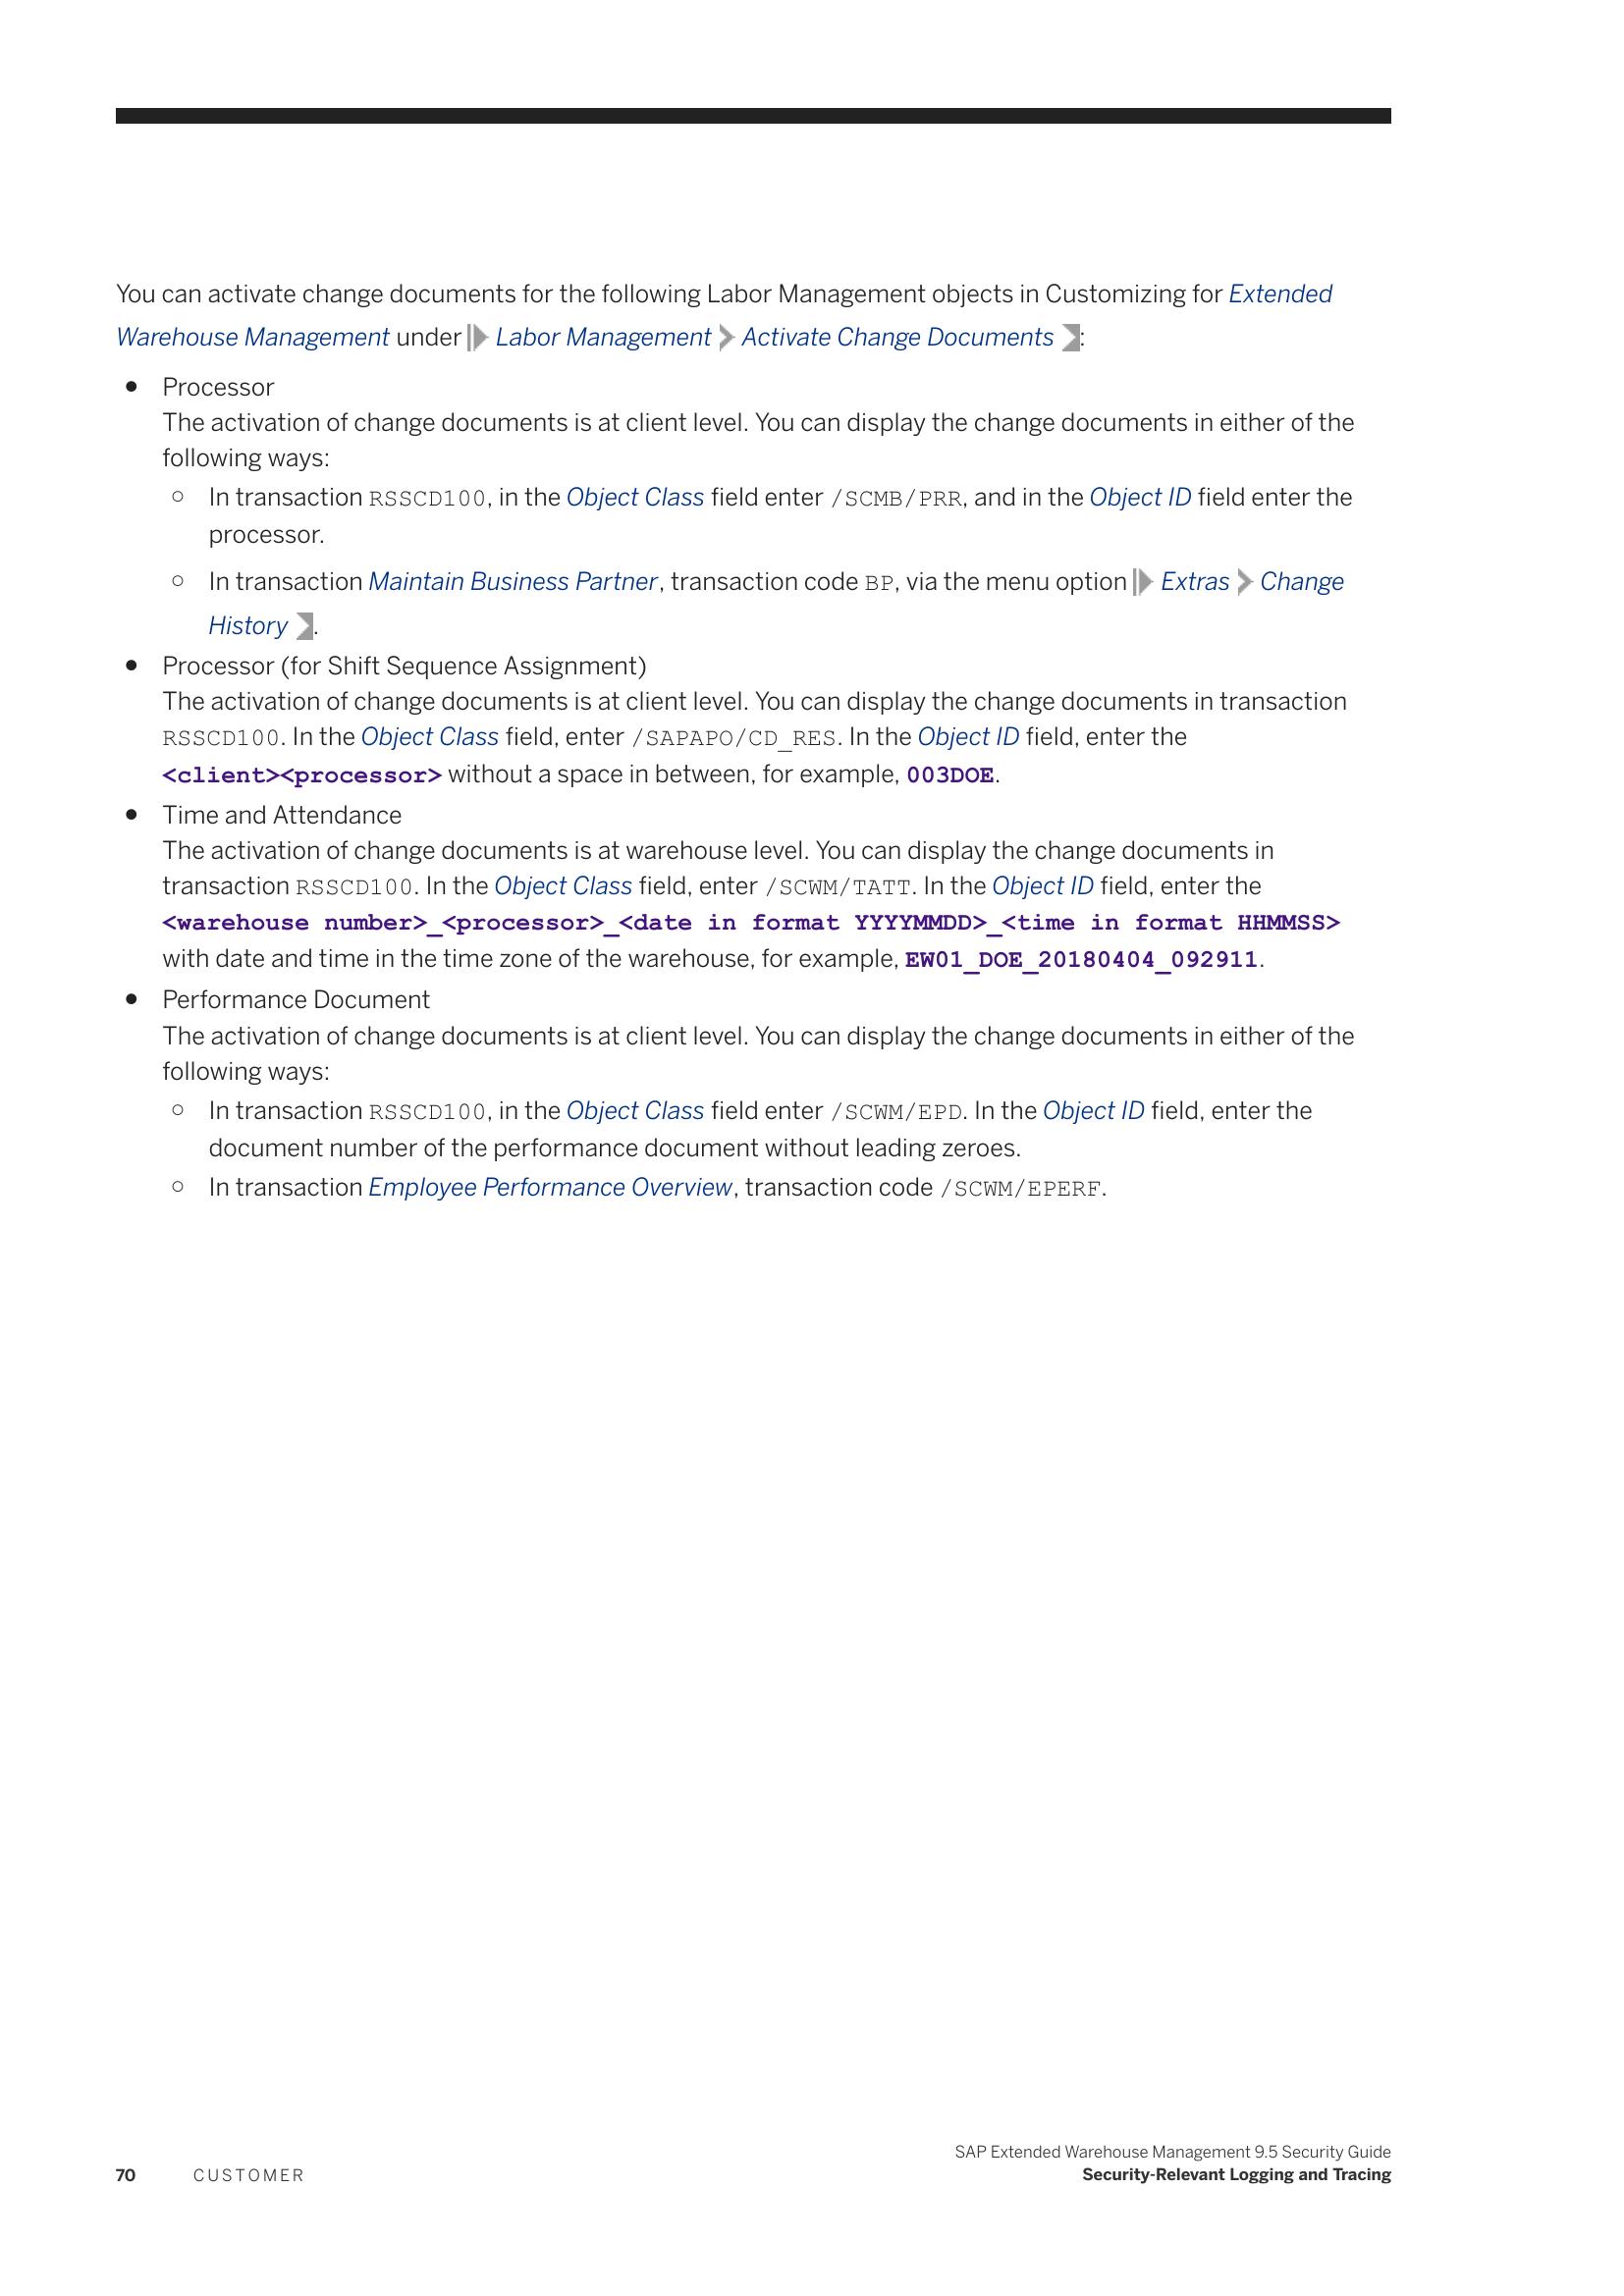 You can activate change documents for the following Labor Management objects in Customizing for Extended
Warehouse Management under Labor Management Activate Change Documents :
● Processor
The activation of change documents is at client level. You can display the change documents in either of the
following ways:
○ In transaction RSSCD100, in the Object Class field enter /SCMB/PRR, and in the Object ID field enter the
processor.
○ In transaction Maintain Business Partner, transaction code BP, via the menu option Extras Change
History .
● Processor (for Shift Sequence Assignment)
The activation of change documents is at client level. You can display the change documents in transaction
RSSCD100. In the Object Class field, enter /SAPAPO/CD_RES. In the Object ID field, enter the
<client><processor> without a space in between, for example, 003DOE.
● Time and Attendance
The activation of change documents is at warehouse level. You can display the change documents in
transaction RSSCD100. In the Object Class field, enter /SCWM/TATT. In the Object ID field, enter the
<warehouse number>_<processor>_<date in format YYYYMMDD>_<time in format HHMMSS>
with date and time in the time zone of the warehouse, for example, EW01_DOE_20180404_092911.
● Performance Document
The activation of change documents is at client level. You can display the change documents in either of the
following ways:
○ In transaction RSSCD100, in the Object Class field enter /SCWM/EPD. In the Object ID field, enter the
document number of the performance document without leading zeroes.
○ In transaction Employee Performance Overview, transaction code /SCWM/EPERF.
SAP Extended Warehouse Management 9.5 Security Guide
70 CUSTOMER Security-Relevant Logging and Tracing